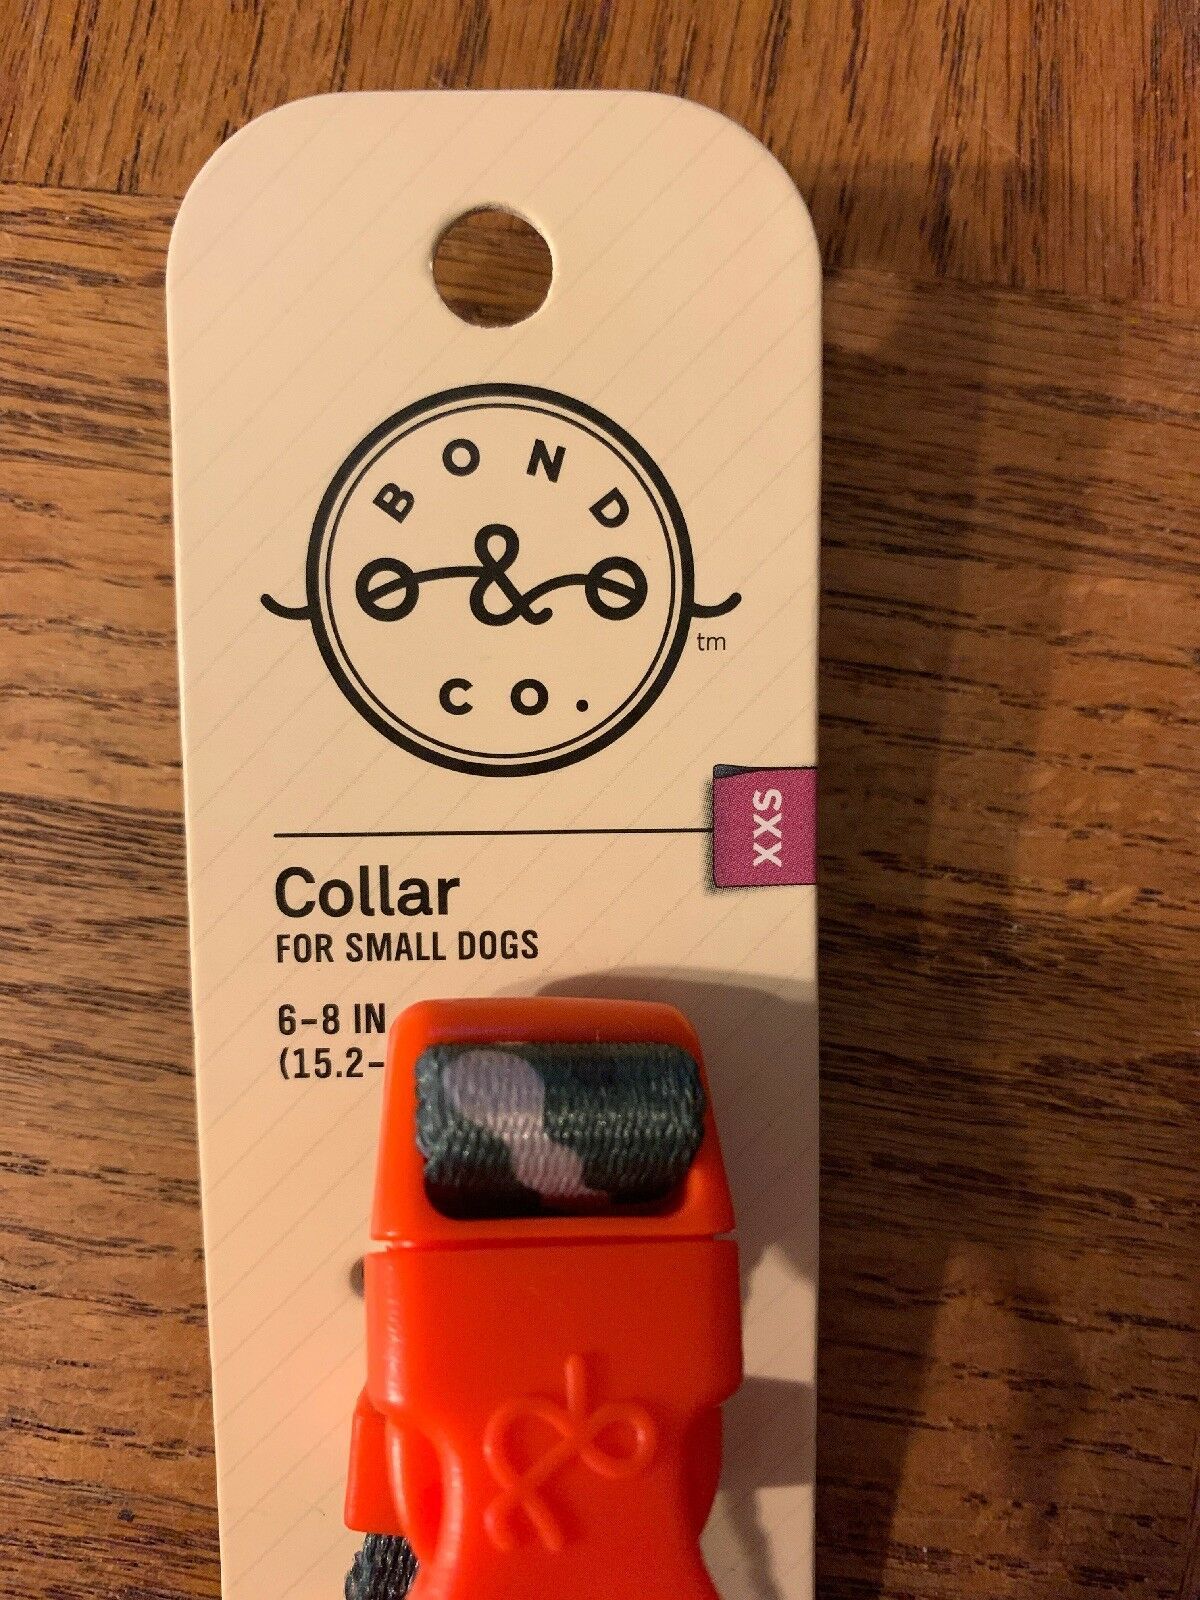 BOND
&
CO.
tm
XXS
Collar
FOR SMALL DOGS
6-8 IN
(15.2-